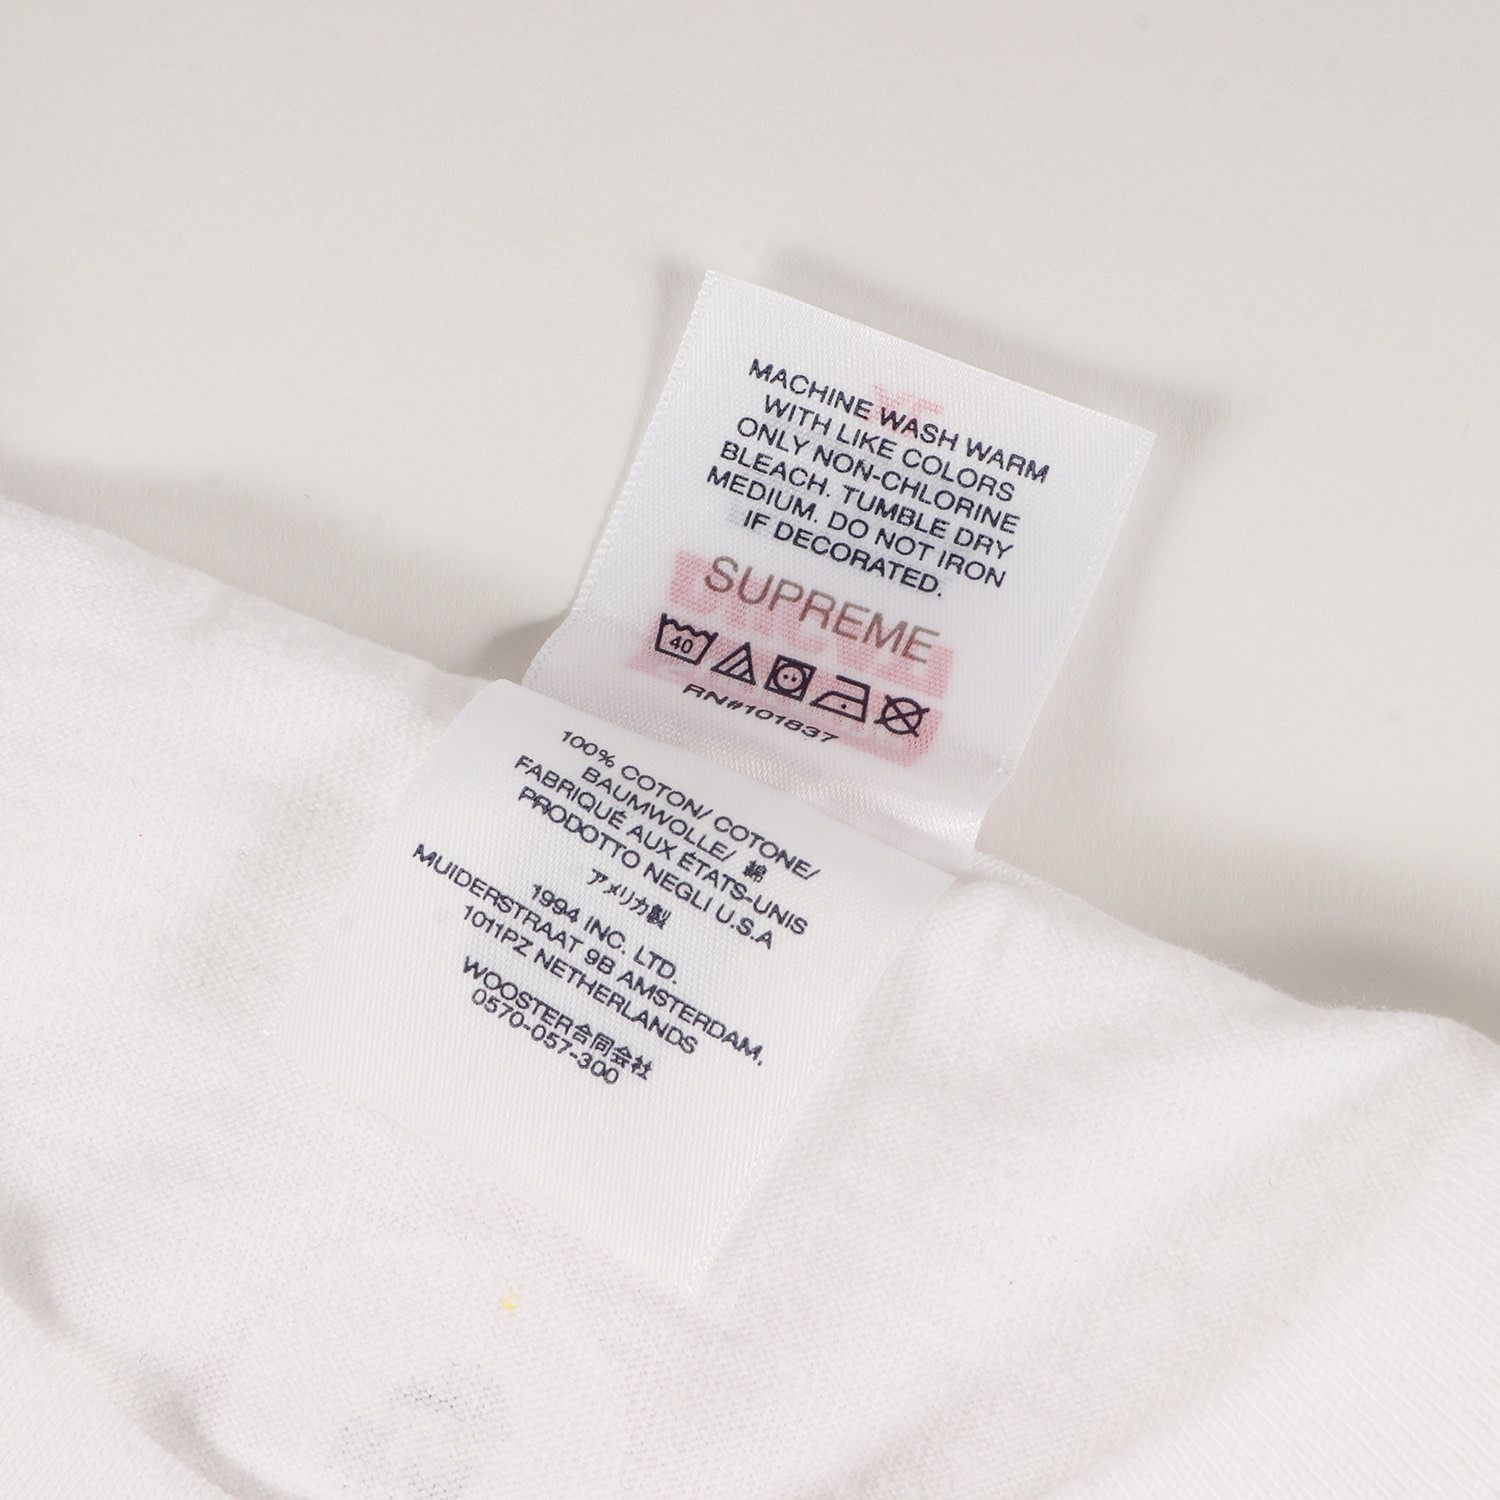 MACHINE WASH WARM
WITH LIKE COLORS
ONLY NON-CHLORINE
BLEACH. TUMBLE DRY
MEDIUM. DO NOT IRON
IF DECORATED.
SUPREME
40
RN#101837
100% COTON/ COTONE/
BAUMWOLLE/ 綿
FABRIQUÉ AUX ÉTATS-UNIS
PRODOTTO NEGLI U.S.A
アメリカ製
1994 INC. LTD.
MUIDERSTRAAT 9B AMSTERDAM,
1011PZ NETHERLANDS
WOOSTER合同会社
0570-057-300